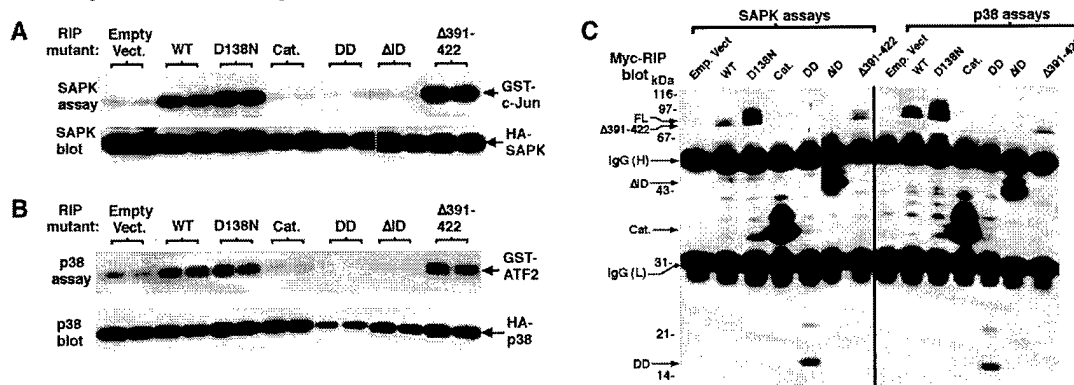 A
RIP mutant:
Empty Vect.
WT
D138N
Cat.
DD
ΔID
Δ391-422
SAPK assay
GST-c-Jun
SAPK blot
HA-SAPK
B
RIP mutant:
Empty Vect.
WT
D138N
Cat.
DD
ΔID
Δ391-422
p38 assay
GST-ATF2
p38 blot
HA-p38
C
SAPK assays
p38 assays
Myc-RIP blot
kDa
Emp. Vect
WT
D138N
Cat.
DD
ΔID
Δ391-422
Emp. Vect
WT
D138N
Cat.
DD
ΔID
Δ391-422
116-
97-
FL
Δ391-422
67-
IgG (H)
ΔID
43-
Cat.
31-
IgG (L)
21-
DD
14-